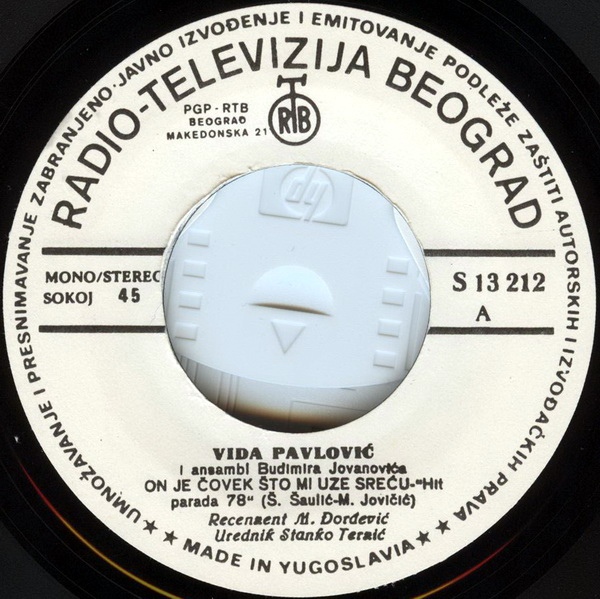 UMNOŽAVANJE I PRESNIMAVANJE ZABRANJENO·JAVNO IZVOĐENJE I EMITOVANJE PODLEŽE ZAŠTITI AUTORSKIH I IZVOĐAČKIH PRAVA
RADIO-TELEVIZIJA BEOGRAD
PGP-RTB
BEOGRAD
MAKEDONSKA 21
RTB
hp
MONO/STEREO
SOKOJ 45
S 13 212
A
VIDA PAVLOVIĆ
i ansambl Budimira Jovanovića
ON JE ČOVEK ŠTO MI UZE SREĆU-"Hit
parada 78" (Š. Šaulić-M. Jovičić)
Recenzent M. Đorđević
Urednik Stanko Terzić
★★ MADE IN YUGOSLAVIA ★★